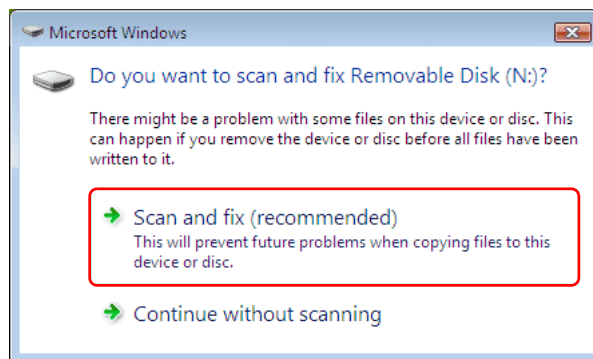 Microsoft Windows
Do you want to scan and fix Removable Disk (N:)?
There might be a problem with some files on this device or disc. This
can happen if you remove the device or disc before all files have been
written to it.
Scan and fix (recommended)
This will prevent future problems when copying files to this
device or disc.
Continue without scanning